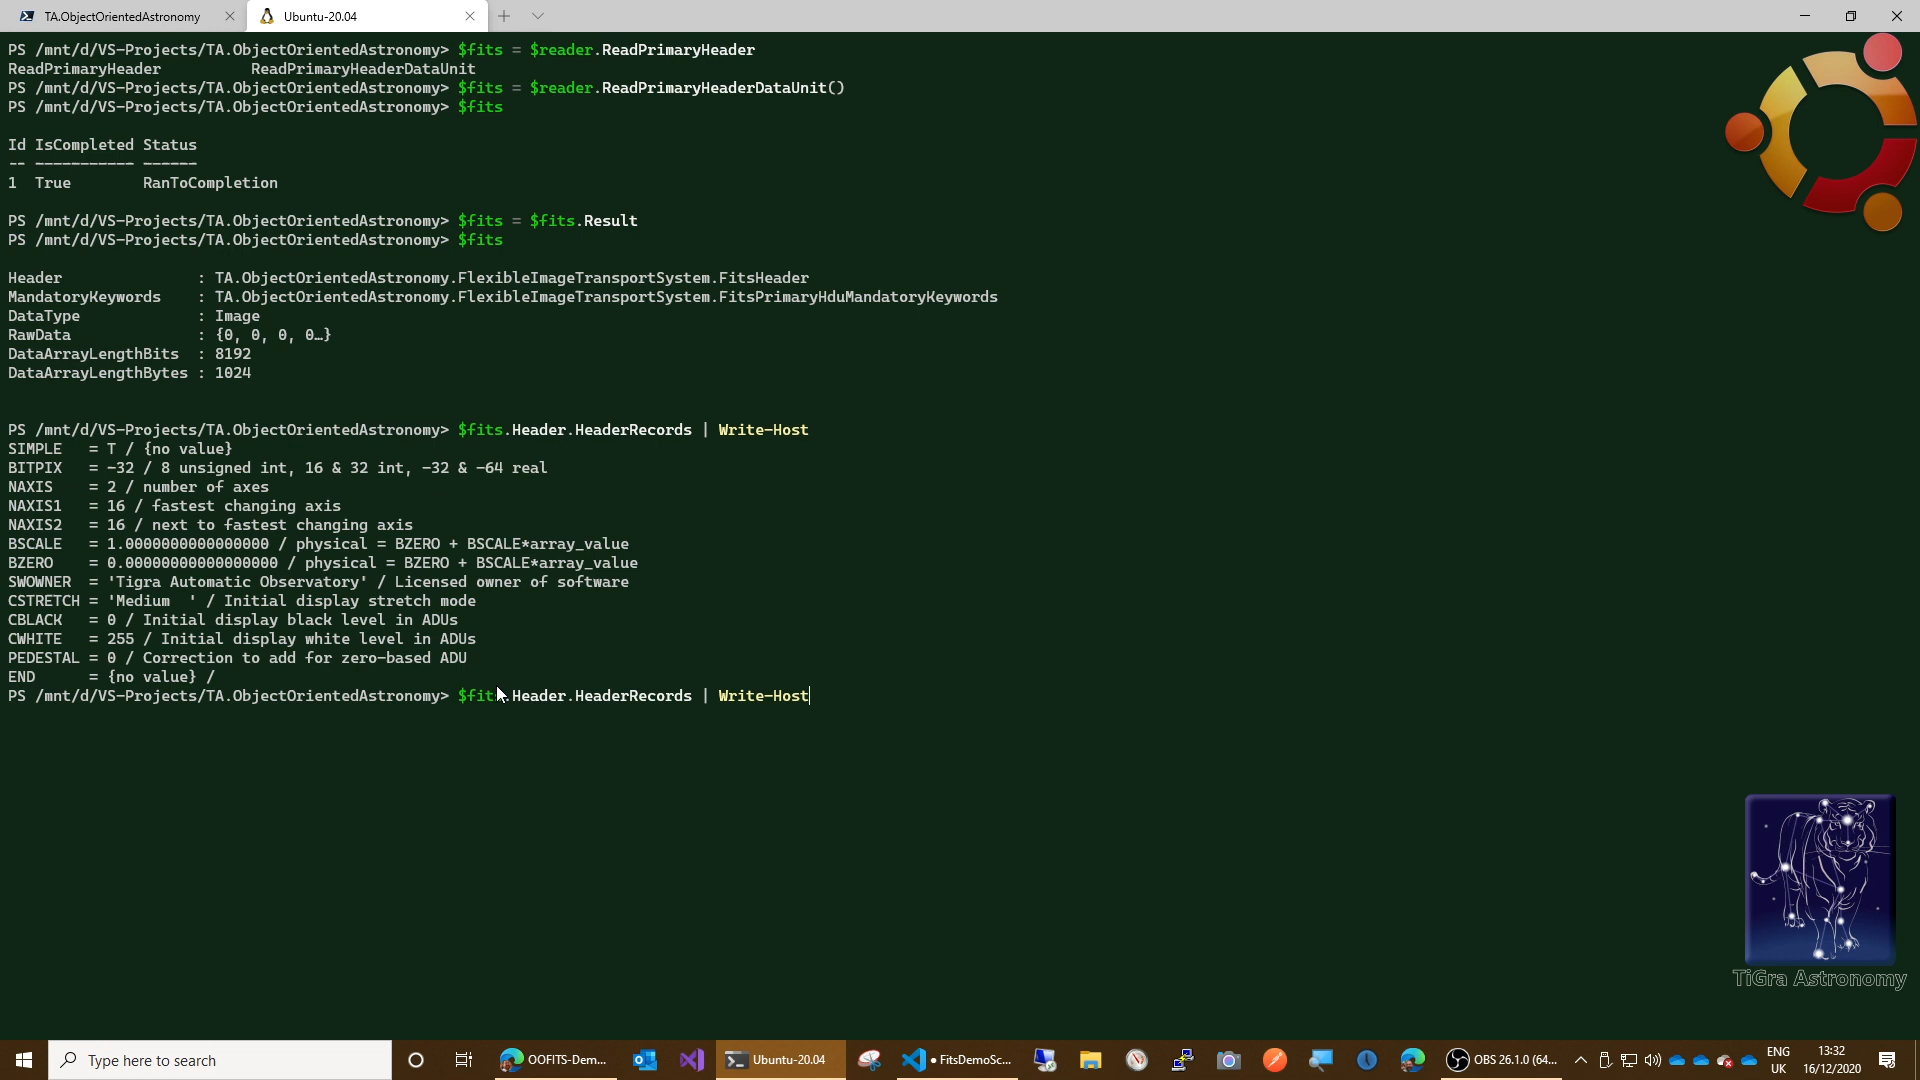 TA.ObjectOrientedAstronomy
Ubuntu-20.04
PS /mnt/d/VS-Projects/TA.ObjectOrientedAstronomy> $fits = $reader.ReadPrimaryHeader
ReadPrimaryHeader          ReadPrimaryHeaderDataUnit
PS /mnt/d/VS-Projects/TA.ObjectOrientedAstronomy> $fits = $reader.ReadPrimaryHeaderDataUnit()
PS /mnt/d/VS-Projects/TA.ObjectOrientedAstronomy> $fits
Id IsCompleted Status
-- ----------- ------
1  True        RanToCompletion
PS /mnt/d/VS-Projects/TA.ObjectOrientedAstronomy> $fits = $fits.Result
PS /mnt/d/VS-Projects/TA.ObjectOrientedAstronomy> $fits
Header               : TA.ObjectOrientedAstronomy.FlexibleImageTransportSystem.FitsHeader
MandatoryKeywords    : TA.ObjectOrientedAstronomy.FlexibleImageTransportSystem.FitsPrimaryHduMandatoryKeywords
DataType             : Image
RawData              : {0, 0, 0, 0…}
DataArrayLengthBits  : 8192
DataArrayLengthBytes : 1024
PS /mnt/d/VS-Projects/TA.ObjectOrientedAstronomy> $fits.Header.HeaderRecords | Write-Host
SIMPLE   = T / {no value}
BITPIX   = -32 / 8 unsigned int, 16 & 32 int, -32 & -64 real
NAXIS    = 2 / number of axes
NAXIS1   = 16 / fastest changing axis
NAXIS2   = 16 / next to fastest changing axis
BSCALE   = 1.0000000000000000 / physical = BZERO + BSCALE*array_value
BZERO    = 0.00000000000000000 / physical = BZERO + BSCALE*array_value
SWOWNER  = 'Tigra Automatic Observatory' / Licensed owner of software
CSTRETCH = 'Medium  ' / Initial display stretch mode
CBLACK   = 0 / Initial display black level in ADUs
CWHITE   = 255 / Initial display white level in ADUs
PEDESTAL = 0 / Correction to add for zero-based ADU
END      = {no value} /
PS /mnt/d/VS-Projects/TA.ObjectOrientedAstronomy> $fits.Header.HeaderRecords | Write-Host
TiGra Astronomy
Type here to search
OOFITS-Dem...
Ubuntu-20.04
● FitsDemoSc...
OBS 26.1.0 (64...
ENG
UK
13:32
16/12/2020